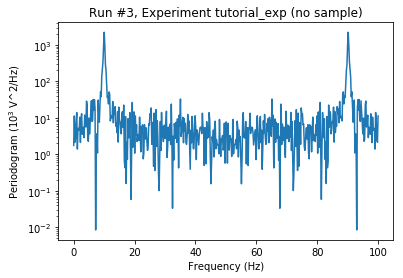 Run #3, Experiment tutorial_exp (no sample)
Periodogram (10³ V^2/Hz)
10³
10²
10¹
10⁰
10⁻¹
10⁻²
0 20 40 60 80 100
Frequency (Hz)